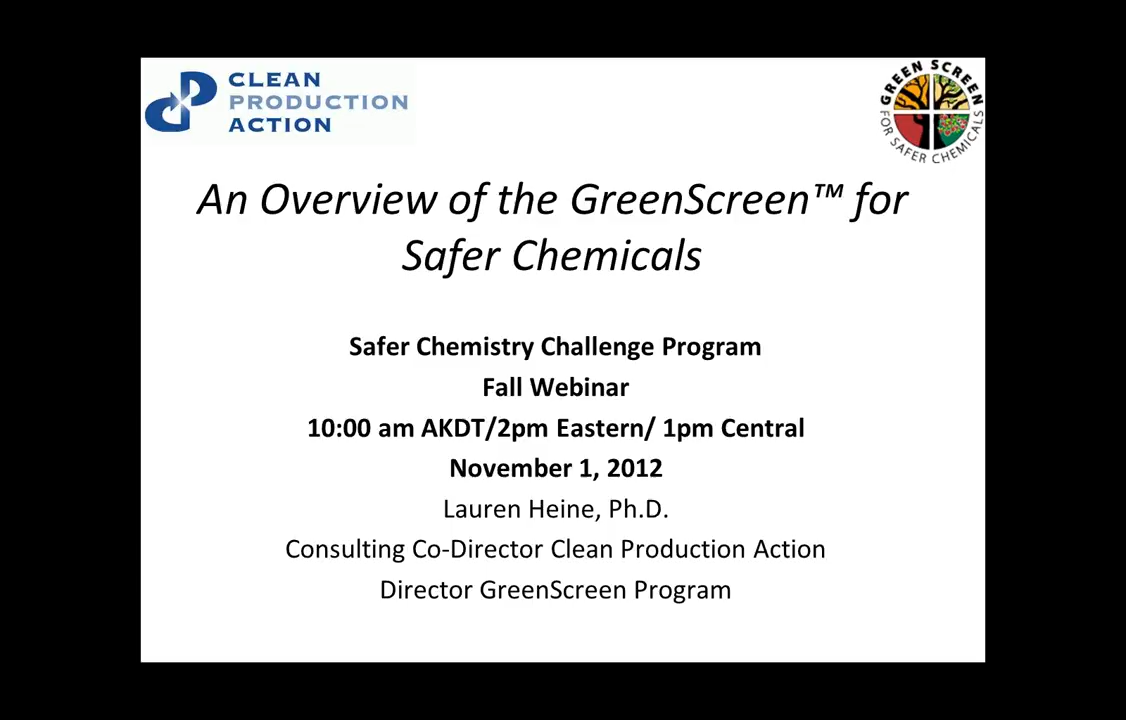 CLEAN
PRODUCTION
ACTION
GREEN SCREEN
FOR SAFER CHEMICALS
An Overview of the GreenScreen™ for
Safer Chemicals
Safer Chemistry Challenge Program
Fall Webinar
10:00 am AKDT/2pm Eastern/ 1pm Central
November 1, 2012
Lauren Heine, Ph.D.
Consulting Co-Director Clean Production Action
Director GreenScreen Program